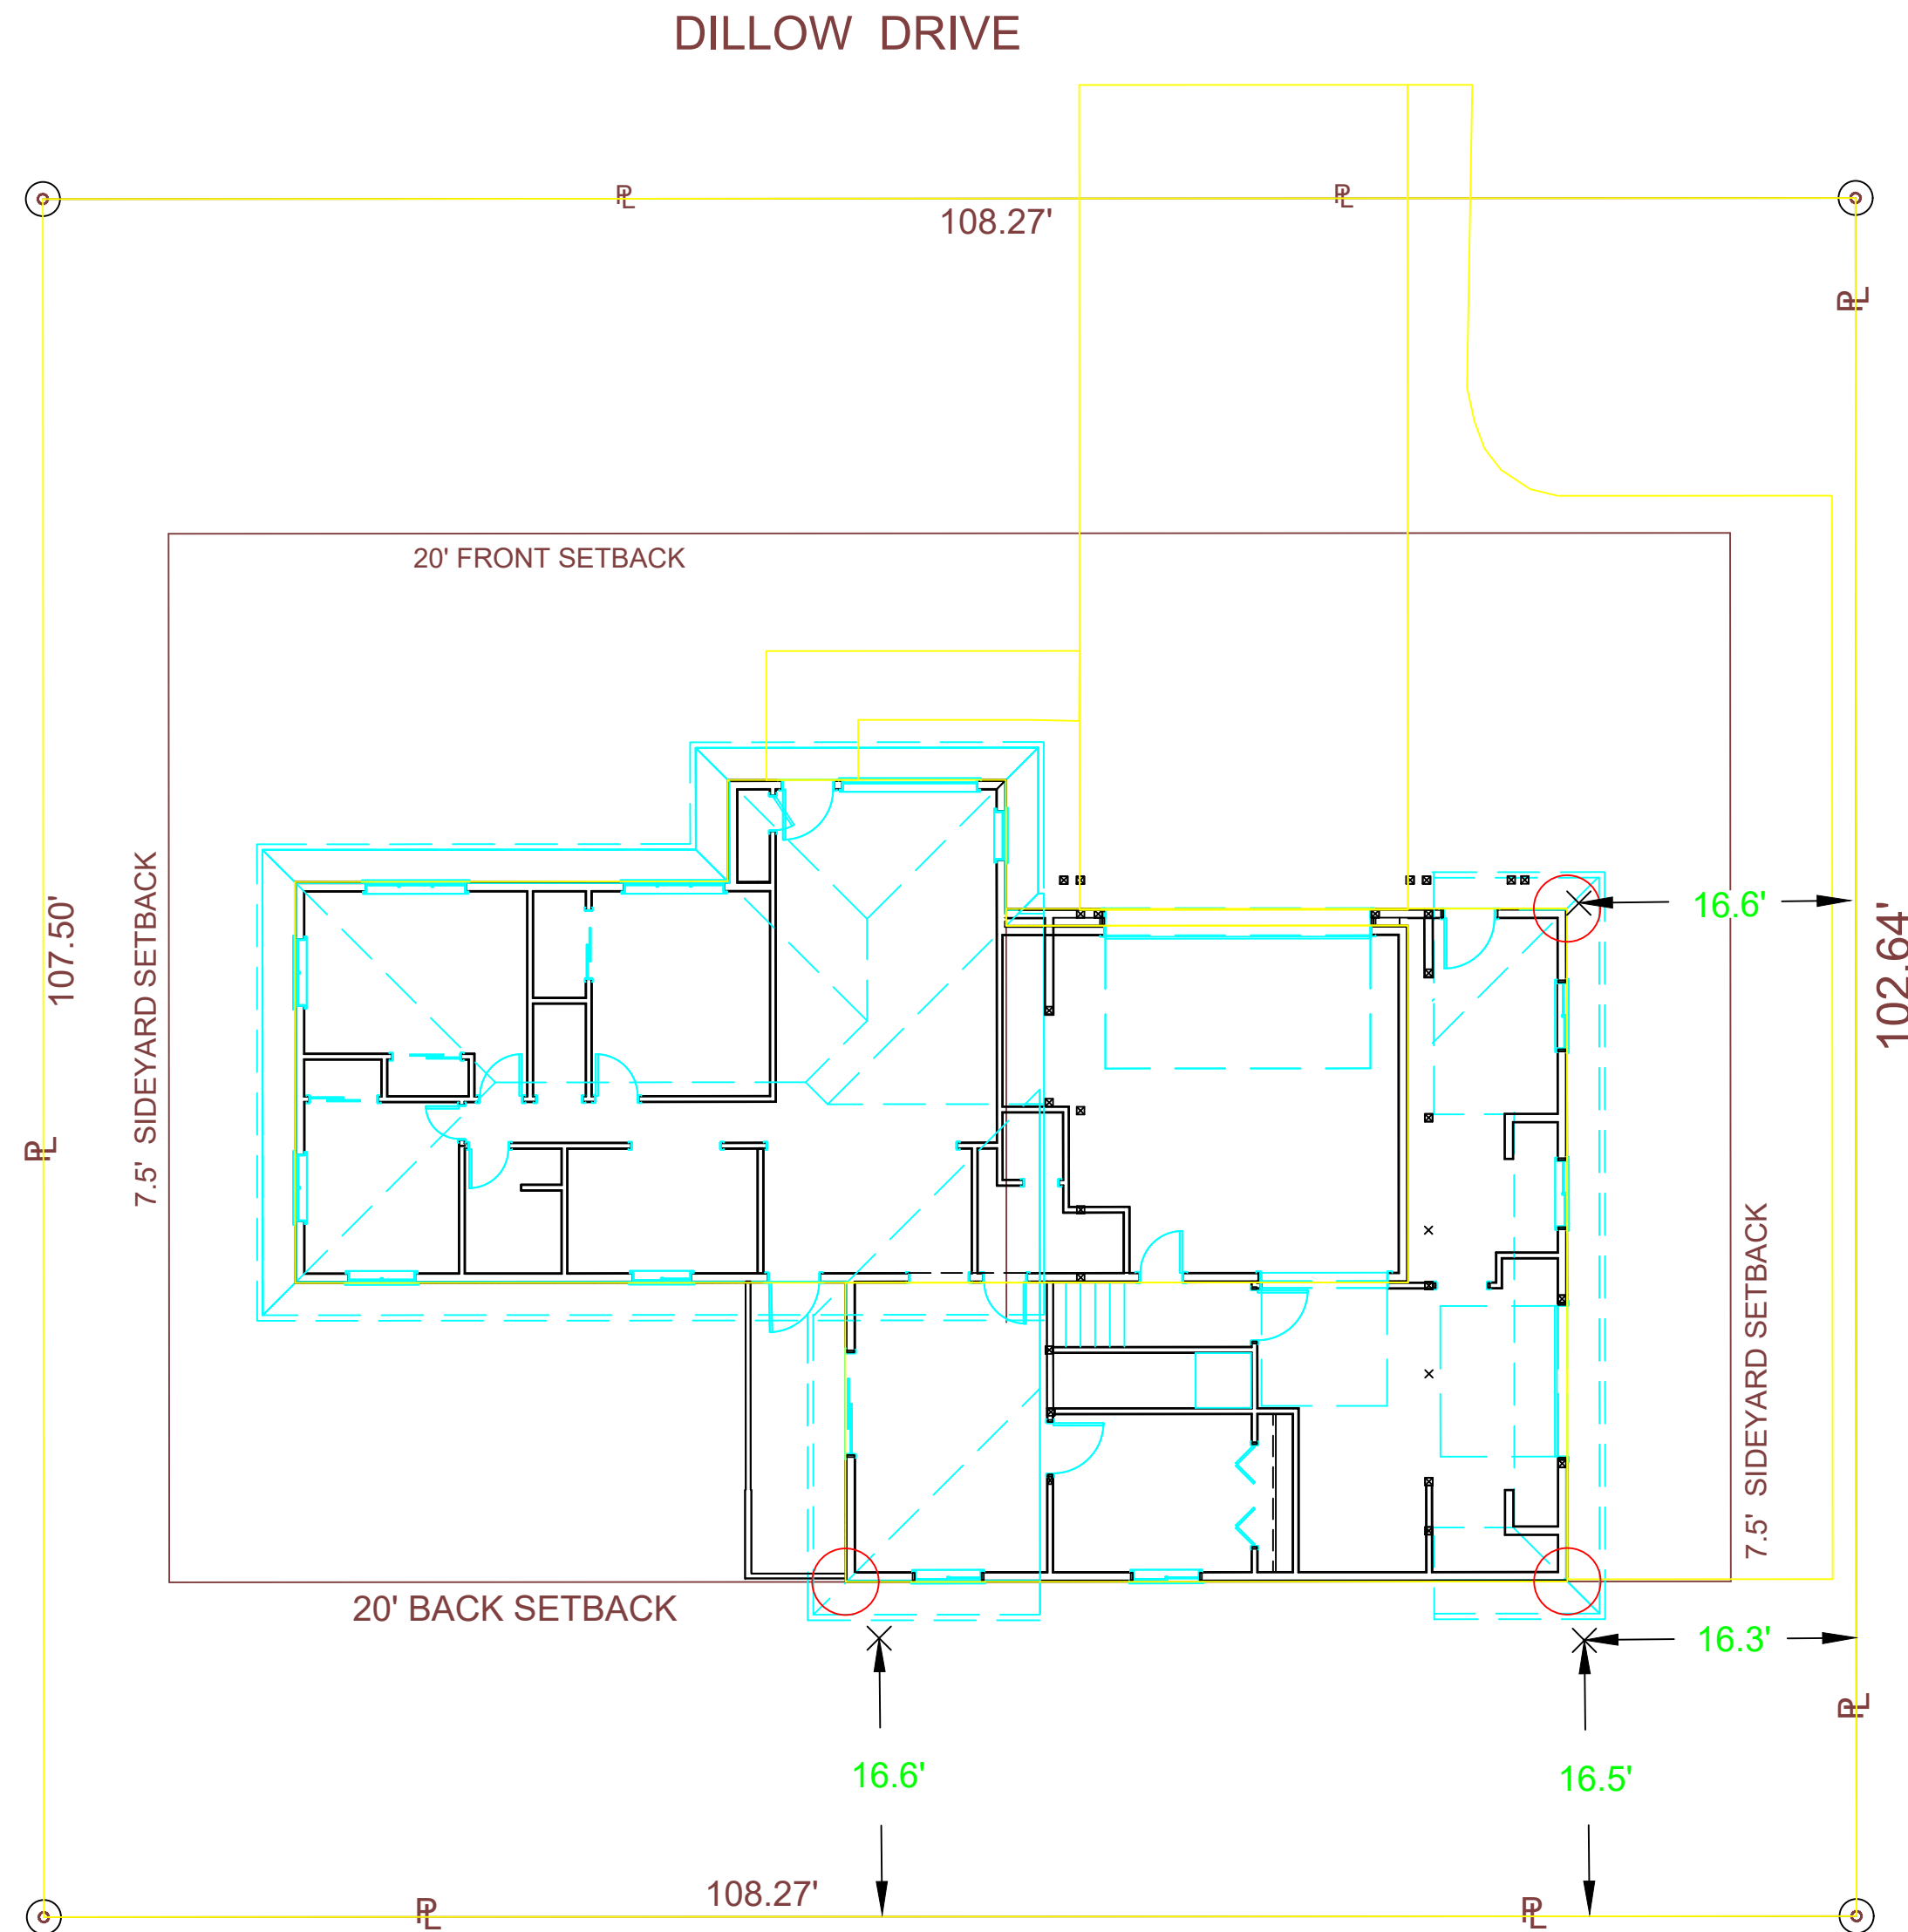 DILLOW DRIVE
PL
PL
108.27'
PL
20' FRONT SETBACK
107.50'
7.5' SIDEYARD SETBACK
16.6'
102.64'
PL
7.5' SIDEYARD SETBACK
20' BACK SETBACK
16.3'
PL
16.6'
16.5'
108.27'
PL
PL